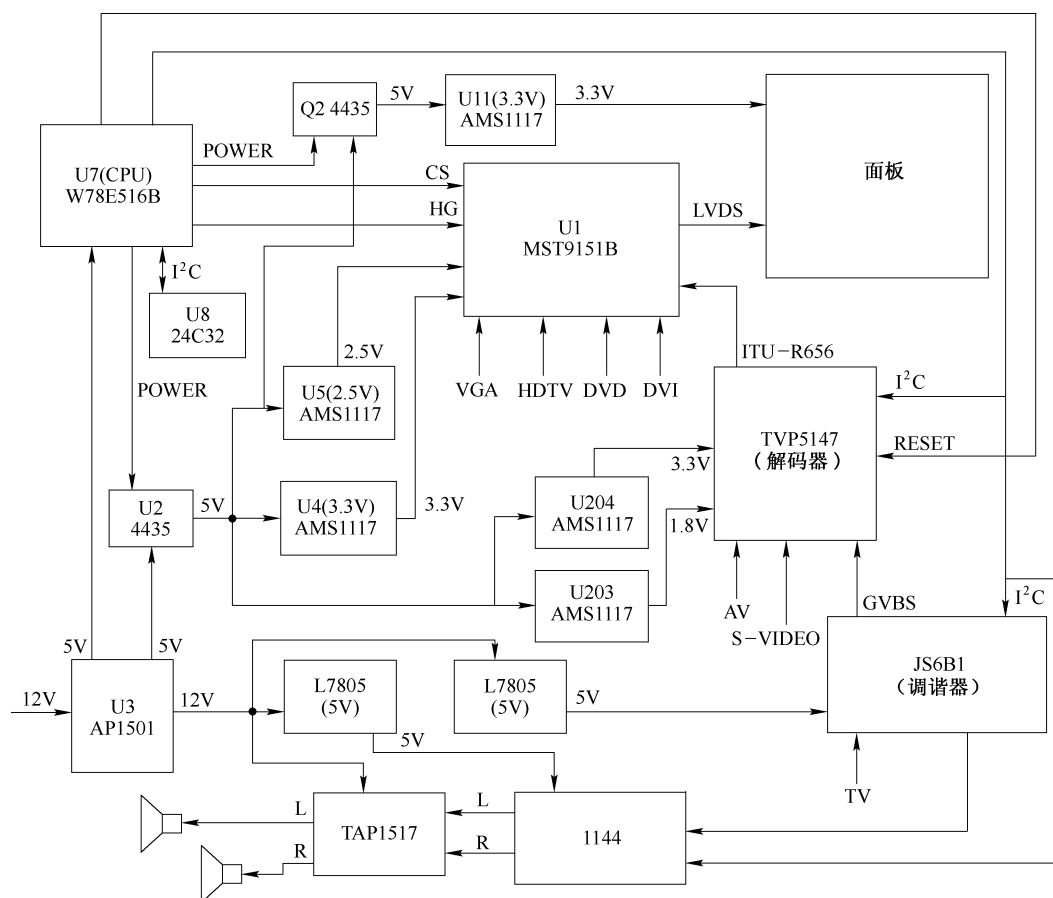 Q2 4435
5V
U11(3.3V)
AMS1117
3.3V
面板
U7(CPU)
W78E516B
POWER
CS
HG
U1
MST9151B
LVDS
I²C
U8
24C32
2.5V
ITU－R656
VGA
HDTV
DVD
DVI
POWER
U5(2.5V)
AMS1117
I²C
TVP5147
（解码器）
RESET
3.3V
U2
4435
5V
U4(3.3V)
AMS1117
3.3V
U204
AMS1117
1.8V
U203
AMS1117
AV
S－VIDEO
GVBS
I²C
5V
5V
12V
U3
AP1501
12V
L7805
(5V)
L7805
(5V)
5V
JS6B1
（调谐器）
5V
TV
L
R
TAP1517
L
R
1144